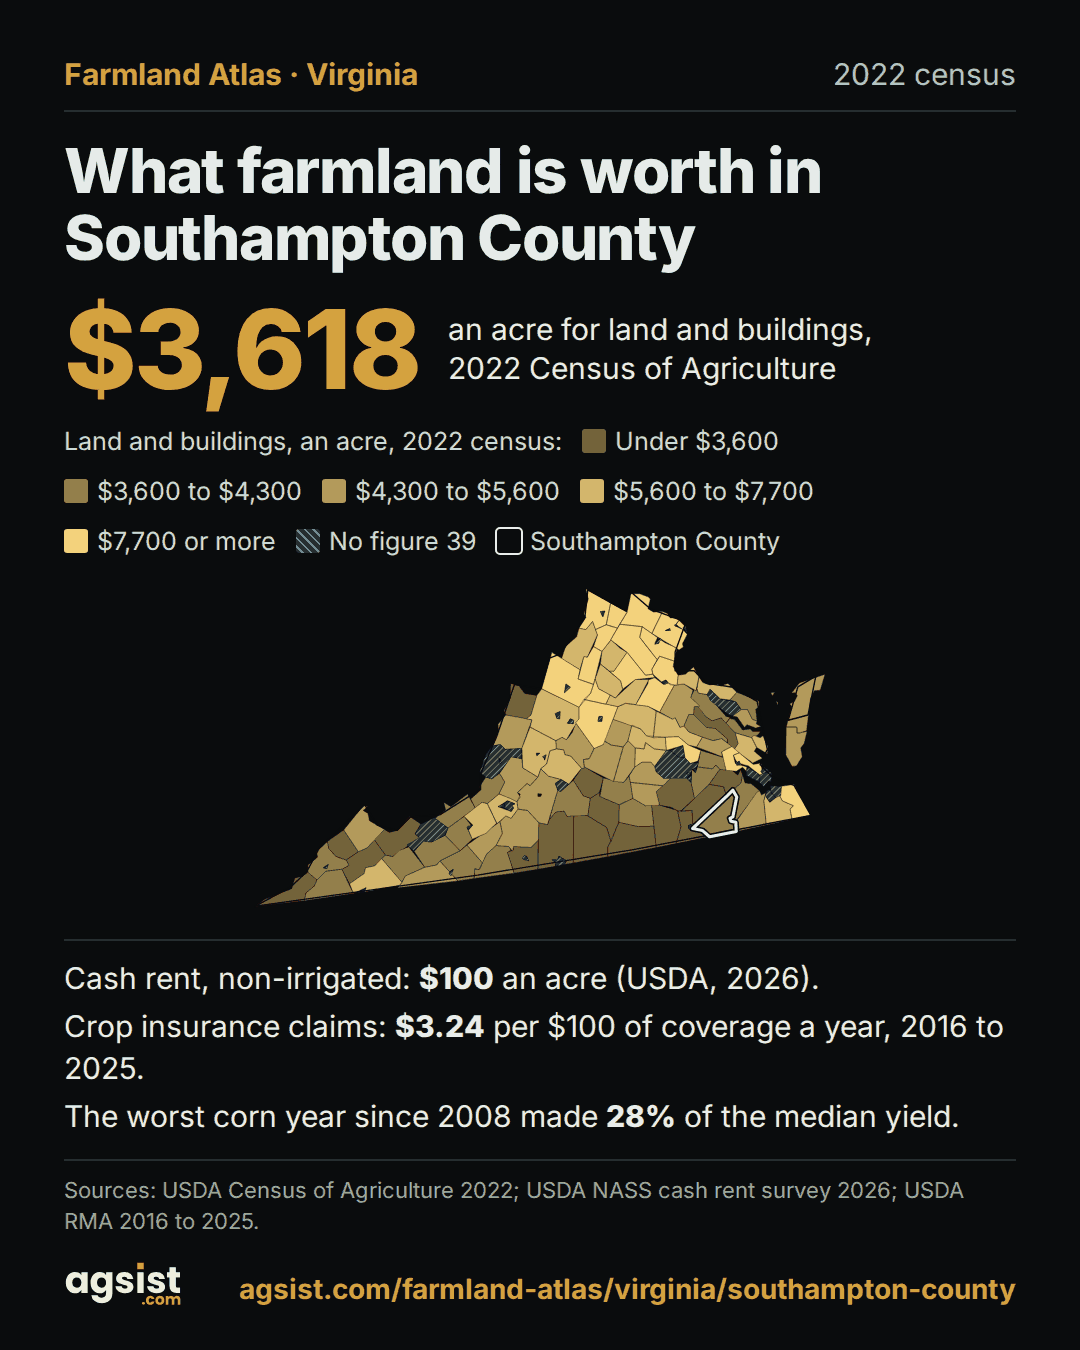 Farmland Atlas · Virginia
2022 census
What farmland is worth in
Southampton County
$3,618
an acre for land and buildings,
2022 Census of Agriculture
Land and buildings, an acre, 2022 census: Under $3,600
$3,600 to $4,300 $4,300 to $5,600 $5,600 to $7,700
$7,700 or more No figure 39 Southampton County
Cash rent, non-irrigated: $100 an acre (USDA, 2026).
Crop insurance claims: $3.24 per $100 of coverage a year, 2016 to
2025.
The worst corn year since 2008 made 28% of the median yield.
Sources: USDA Census of Agriculture 2022; USDA NASS cash rent survey 2026; USDA
RMA 2016 to 2025.
agsist
.com
agsist.com/farmland-atlas/virginia/southampton-county